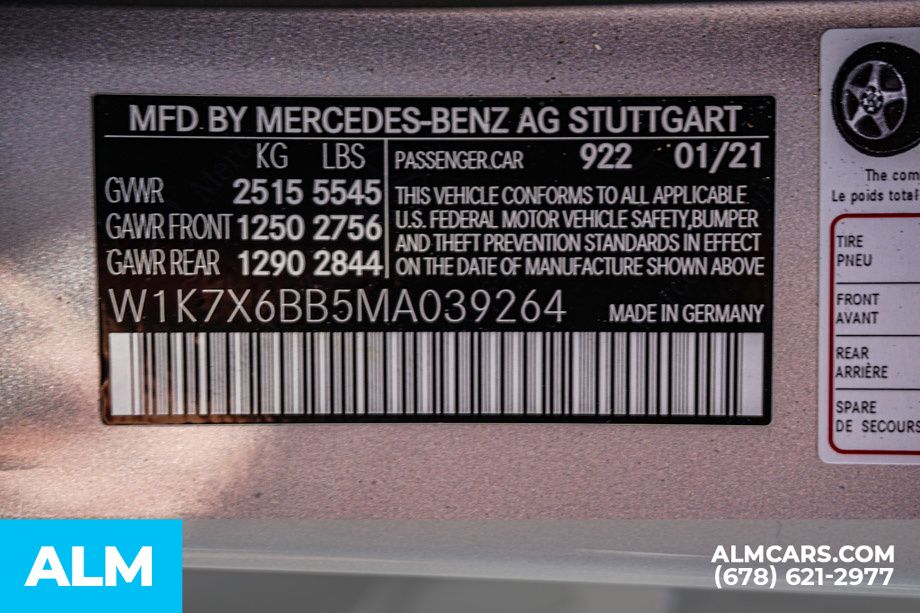 MFD BY MERCEDES-BENZ AG STUTTGART
KG LBS
GVWR 2515 5545
GAWR FRONT 1250 2756
GAWR REAR 1290 2844
PASSENGER CAR 922 01/21
THIS VEHICLE CONFORMS TO ALL APPLICABLE
U.S. FEDERAL MOTOR VEHICLE SAFETY, BUMPER
AND THEFT PREVENTION STANDARDS IN EFFECT
ON THE DATE OF MANUFACTURE SHOWN ABOVE
W1K7X6BB5MA039264 MADE IN GERMANY
The com
Le poids total
TIRE
PNEU
FRONT
AVANT
REAR
ARRIÈRE
SPARE
DE SECOURS
ALM
ALMCARS.COM
(678) 621-2977